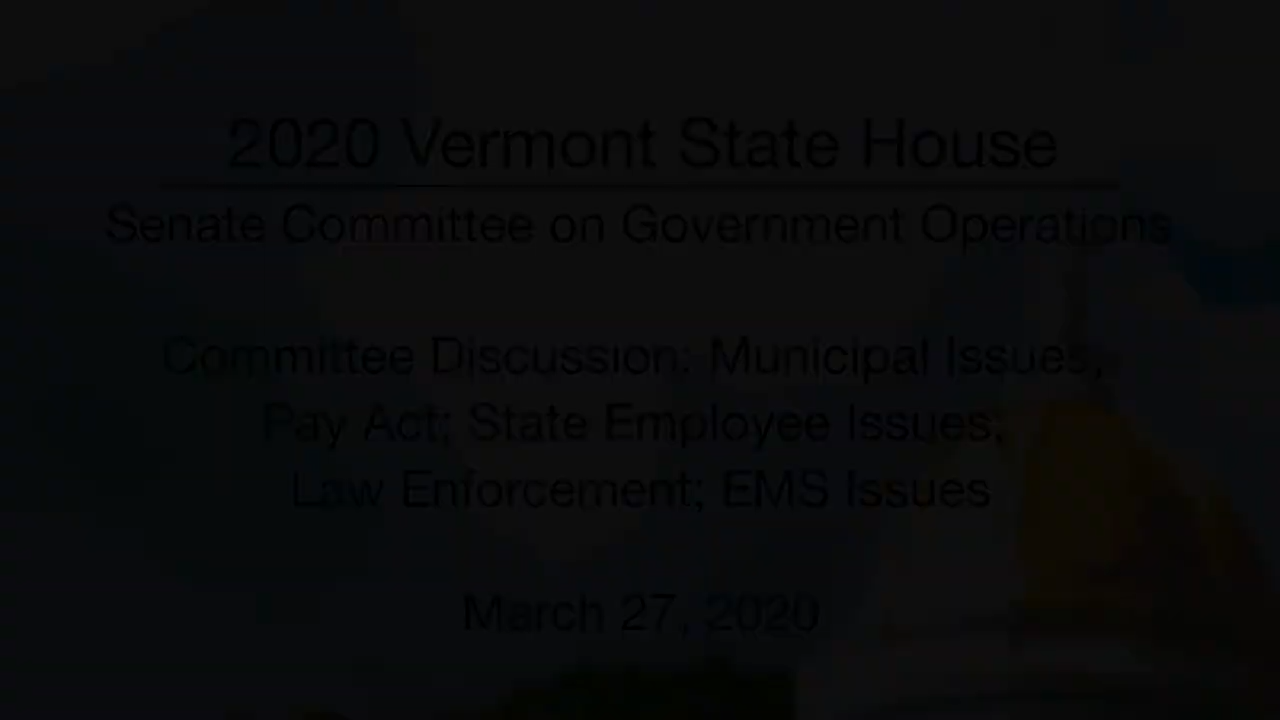 2020 Vermont State House
Senate Committee on Government Operations
Committee Discussion: Municipal Issues;
Pay Act; State Employee Issues;
Law Enforcement; EMS Issues
March 27, 2020